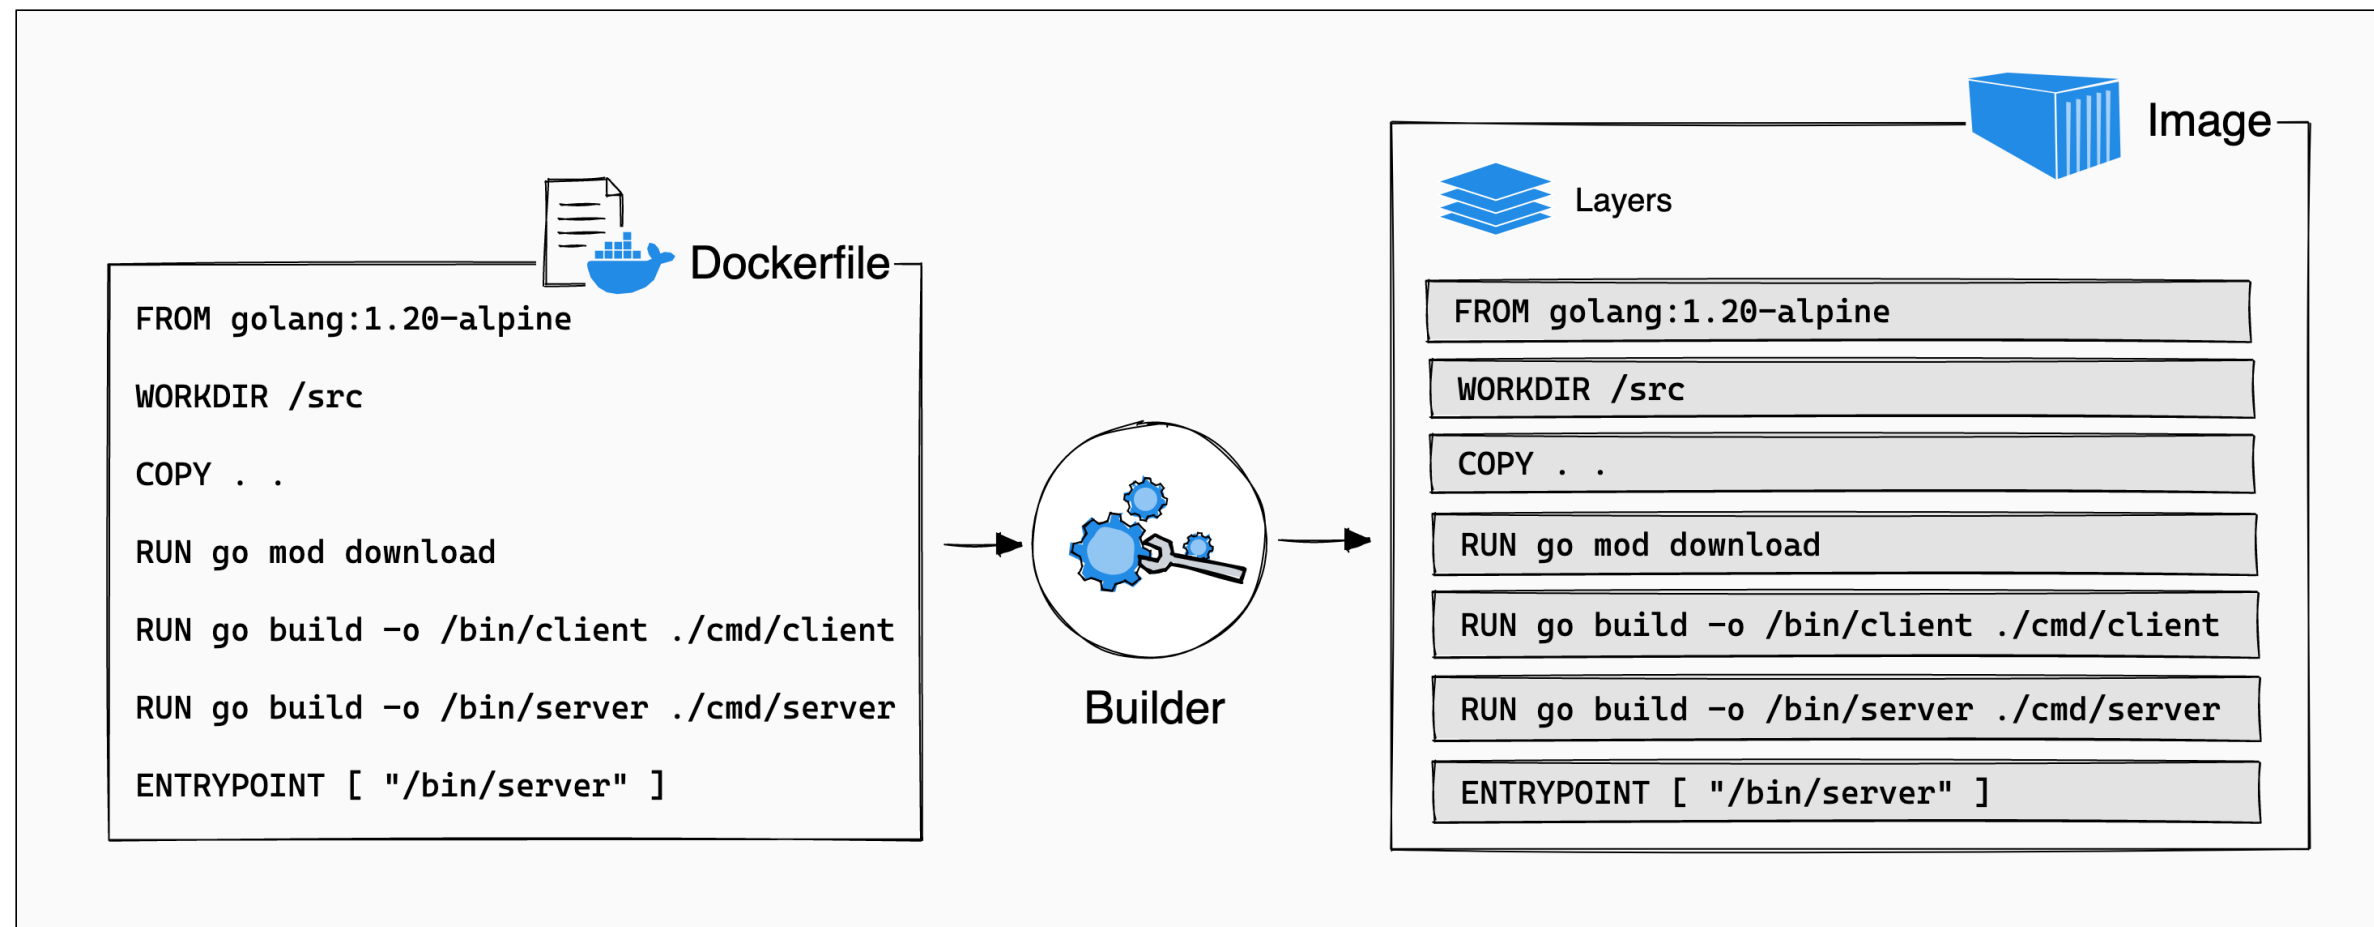 Dockerfile
FROM golang:1.20-alpine
WORKDIR /src
COPY . .
RUN go mod download
RUN go build -o /bin/client ./cmd/client
RUN go build -o /bin/server ./cmd/server
ENTRYPOINT [ "/bin/server" ]
Builder
Image
Layers
FROM golang:1.20-alpine
WORKDIR /src
COPY . .
RUN go mod download
RUN go build -o /bin/client ./cmd/client
RUN go build -o /bin/server ./cmd/server
ENTRYPOINT [ "/bin/server" ]